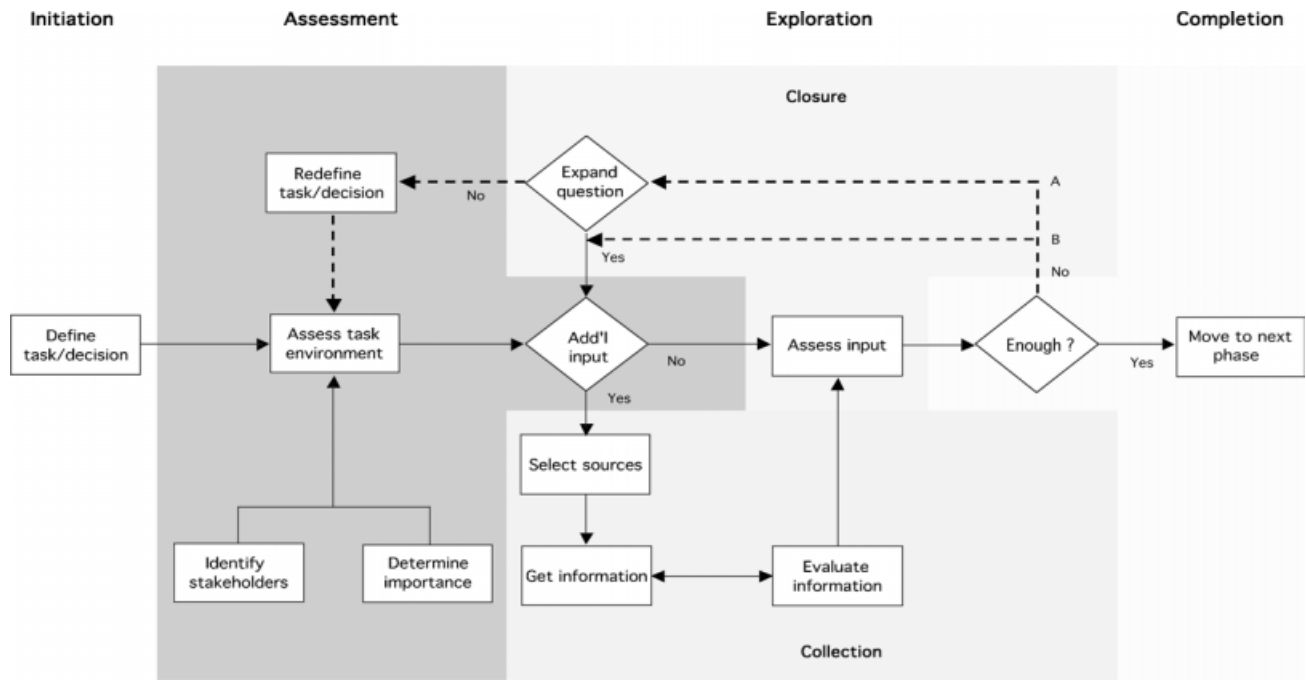 Initiation
Assessment
Exploration
Completion
Closure
Expand
question
Redefine
task/decision
No
A
B
Yes
No
Define
task/decision
Assess task
environment
Add'l
input
No
Assess input
Enough ?
Yes
Move to next
phase
Yes
Select sources
Identify
stakeholders
Determine
importance
Get information
Evaluate
information
Collection